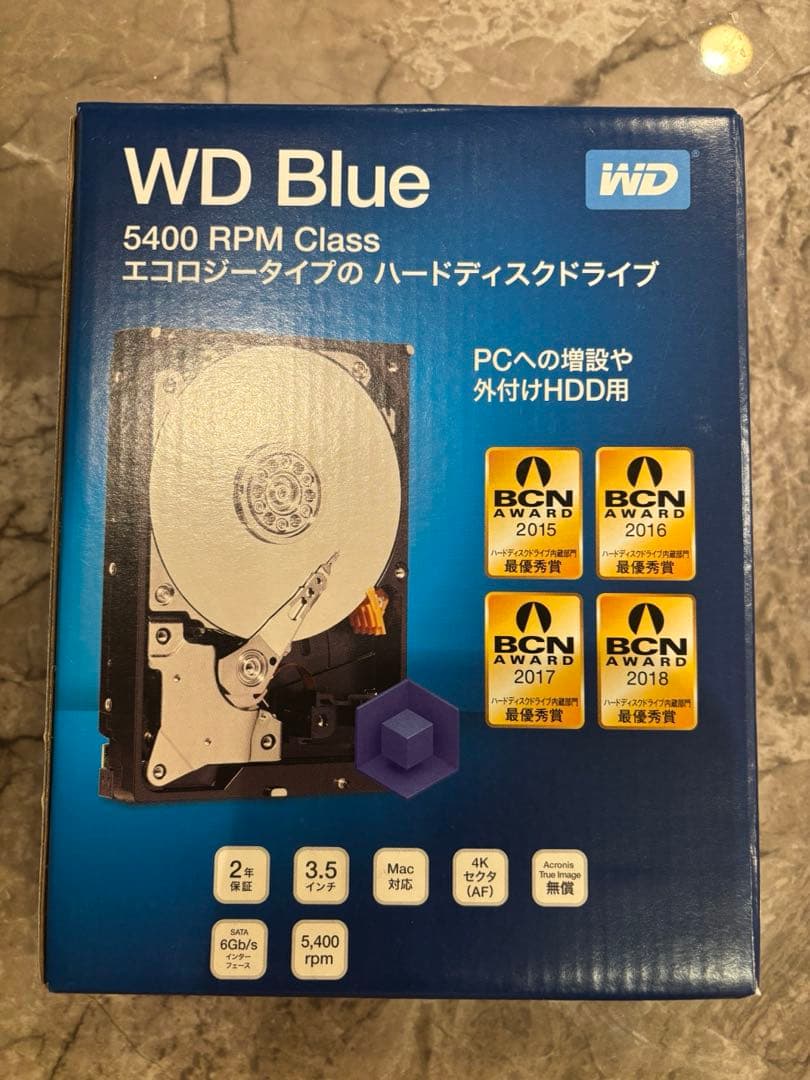 WD Blue
WD
5400 RPM Class
エコロジータイプの ハードディスクドライブ
PCへの増設や
外付けHDD用
BCN
AWARD
2015
ハードディスクドライブ内蔵部門
最優秀賞
BCN
AWARD
2016
ハードディスクドライブ内蔵部門
最優秀賞
BCN
AWARD
2017
ハードディスクドライブ内蔵部門
最優秀賞
BCN
AWARD
2018
ハードディスクドライブ内蔵部門
最優秀賞
2年
保証
3.5
インチ
Mac
対応
4K
セクタ
(AF)
Acronis
True Image
無償
SATA
6Gb/s
インター
フェース
5,400
rpm